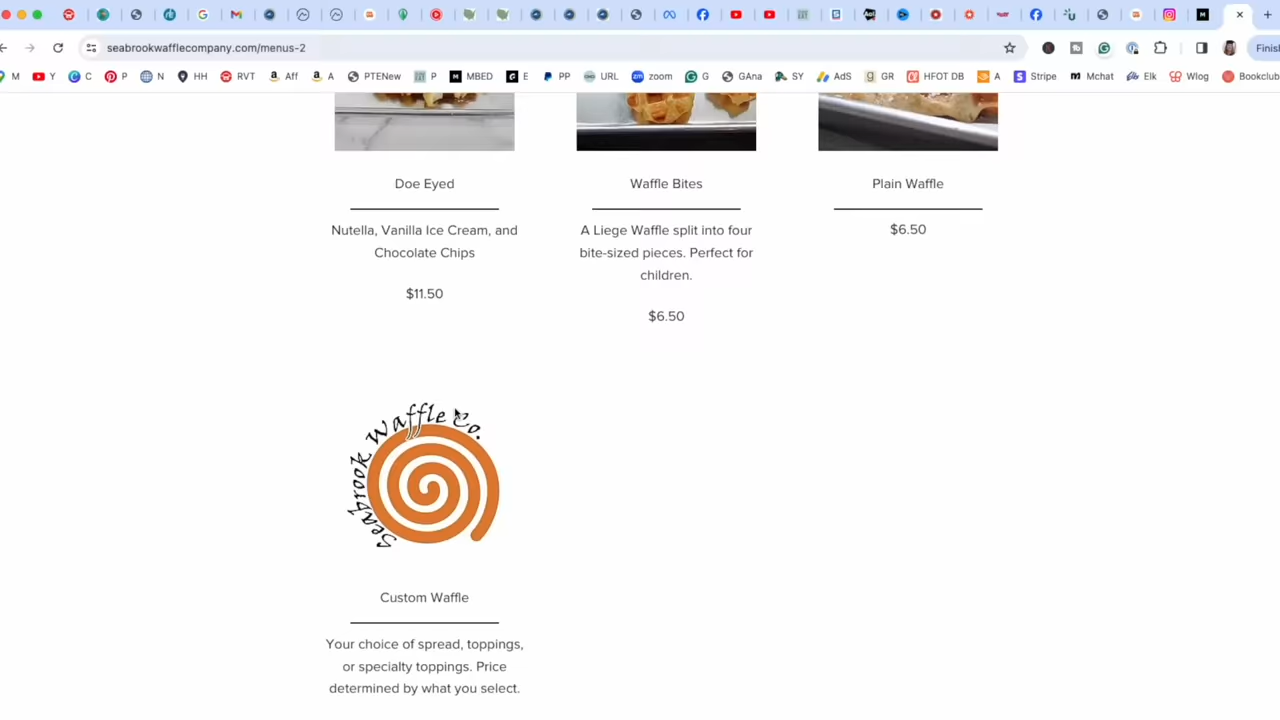 seabrookwafflecompany.com/menus-2
Finish
M Y C P N HH RVT Aff A PTENew P MBED E PP URL zoom G GAna SY AdS GR HFOT DB A Stripe Mchat Elk Wlog Bookclub
Doe Eyed
Nutella, Vanilla Ice Cream, and
Chocolate Chips
$11.50
Waffle Bites
A Liege Waffle split into four
bite-sized pieces. Perfect for
children.
$6.50
Plain Waffle
$6.50
Seabrook Waffle Co.
Custom Waffle
Your choice of spread, toppings,
or specialty toppings. Price
determined by what you select.